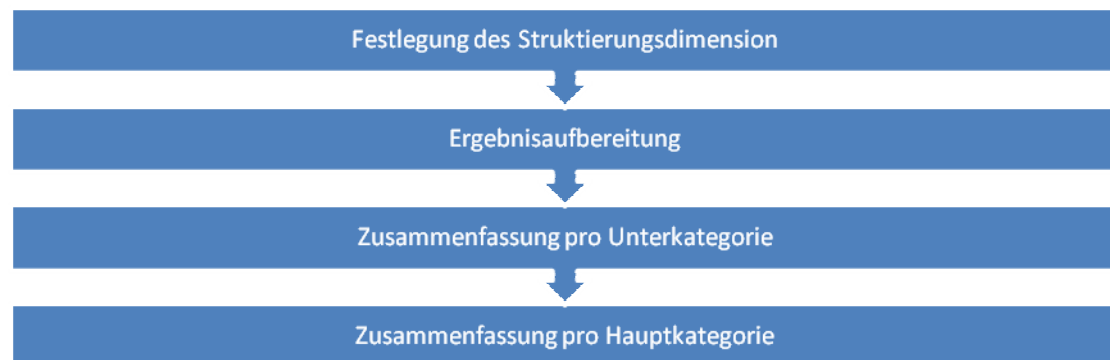 Festlegung des Struktierungsdimension
Ergebnisaufbereitung
Zusammenfassung pro Unterkategorie
Zusammenfassung pro Hauptkategorie